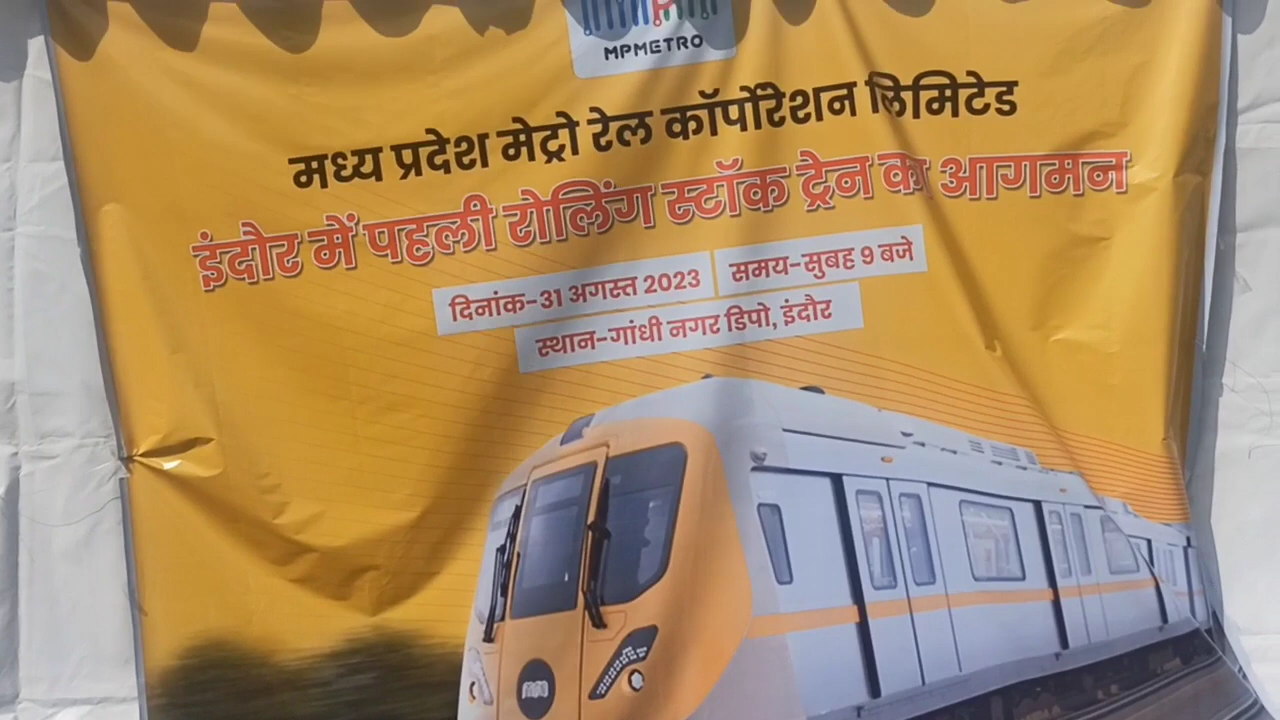 MPMETRO
मध्य प्रदेश मेट्रो रेल कॉर्पोरेशन लिमिटेड
इंदौर में पहली रोलिंग स्टॉक ट्रेन का आगमन
दिनांक-31 अगस्त 2023 समय-सुबह 9 बजे
स्थान-गांधी नगर डिपो, इंदौर